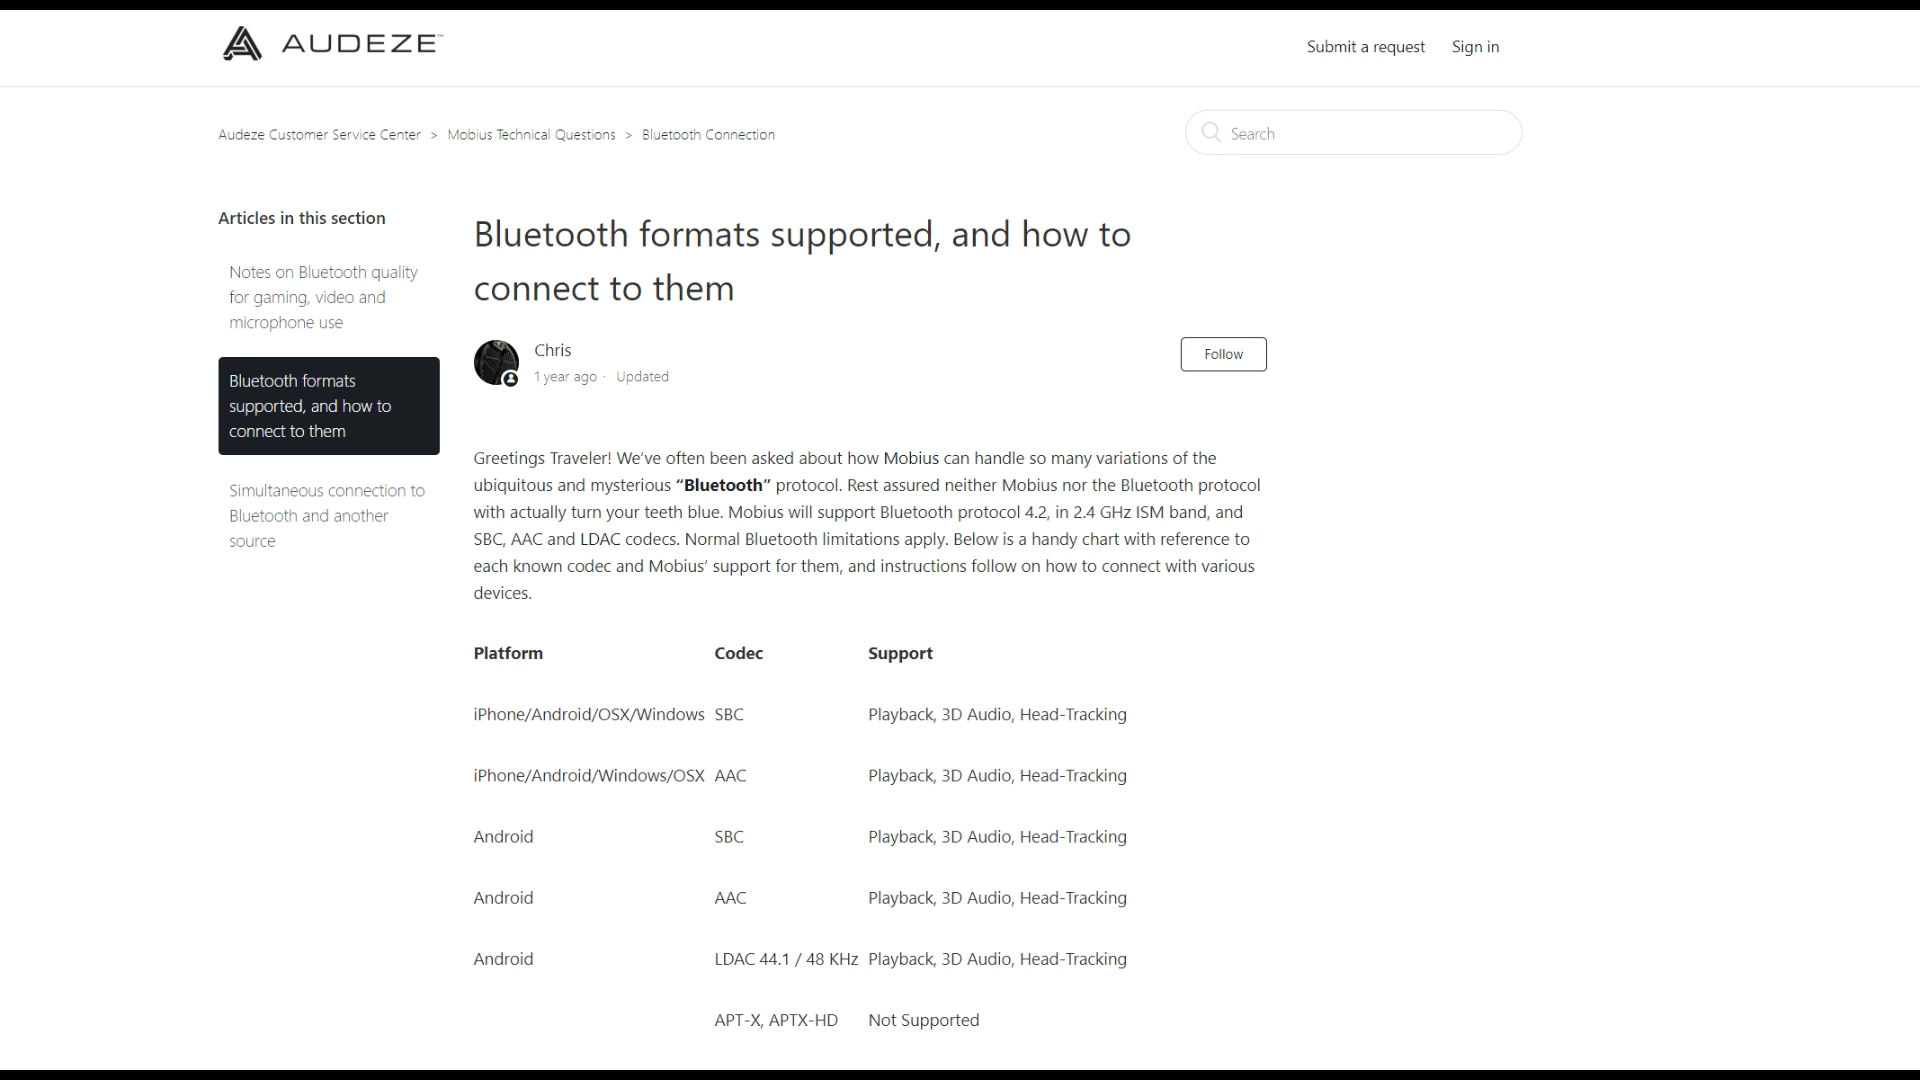 AUDEZE™
Submit a request Sign in
Audeze Customer Service Center > Mobius Technical Questions > Bluetooth Connection
Search
Articles in this section
Notes on Bluetooth quality
for gaming, video and
microphone use
Bluetooth formats
supported, and how to
connect to them
Simultaneous connection to
Bluetooth and another
source
Bluetooth formats supported, and how to
connect to them
Chris
1 year ago · Updated
Follow
Greetings Traveler! We’ve often been asked about how Mobius can handle so many variations of the
ubiquitous and mysterious “Bluetooth” protocol. Rest assured neither Mobius nor the Bluetooth protocol
with actually turn your teeth blue. Mobius will support Bluetooth protocol 4.2, in 2.4 GHz ISM band, and
SBC, AAC and LDAC codecs. Normal Bluetooth limitations apply. Below is a handy chart with reference to
each known codec and Mobius’ support for them, and instructions follow on how to connect with various
devices.
Platform Codec Support
iPhone/Android/OSX/Windows SBC Playback, 3D Audio, Head-Tracking
iPhone/Android/Windows/OSX AAC Playback, 3D Audio, Head-Tracking
Android SBC Playback, 3D Audio, Head-Tracking
Android AAC Playback, 3D Audio, Head-Tracking
Android LDAC 44.1 / 48 KHz Playback, 3D Audio, Head-Tracking
APT-X, APTX-HD Not Supported